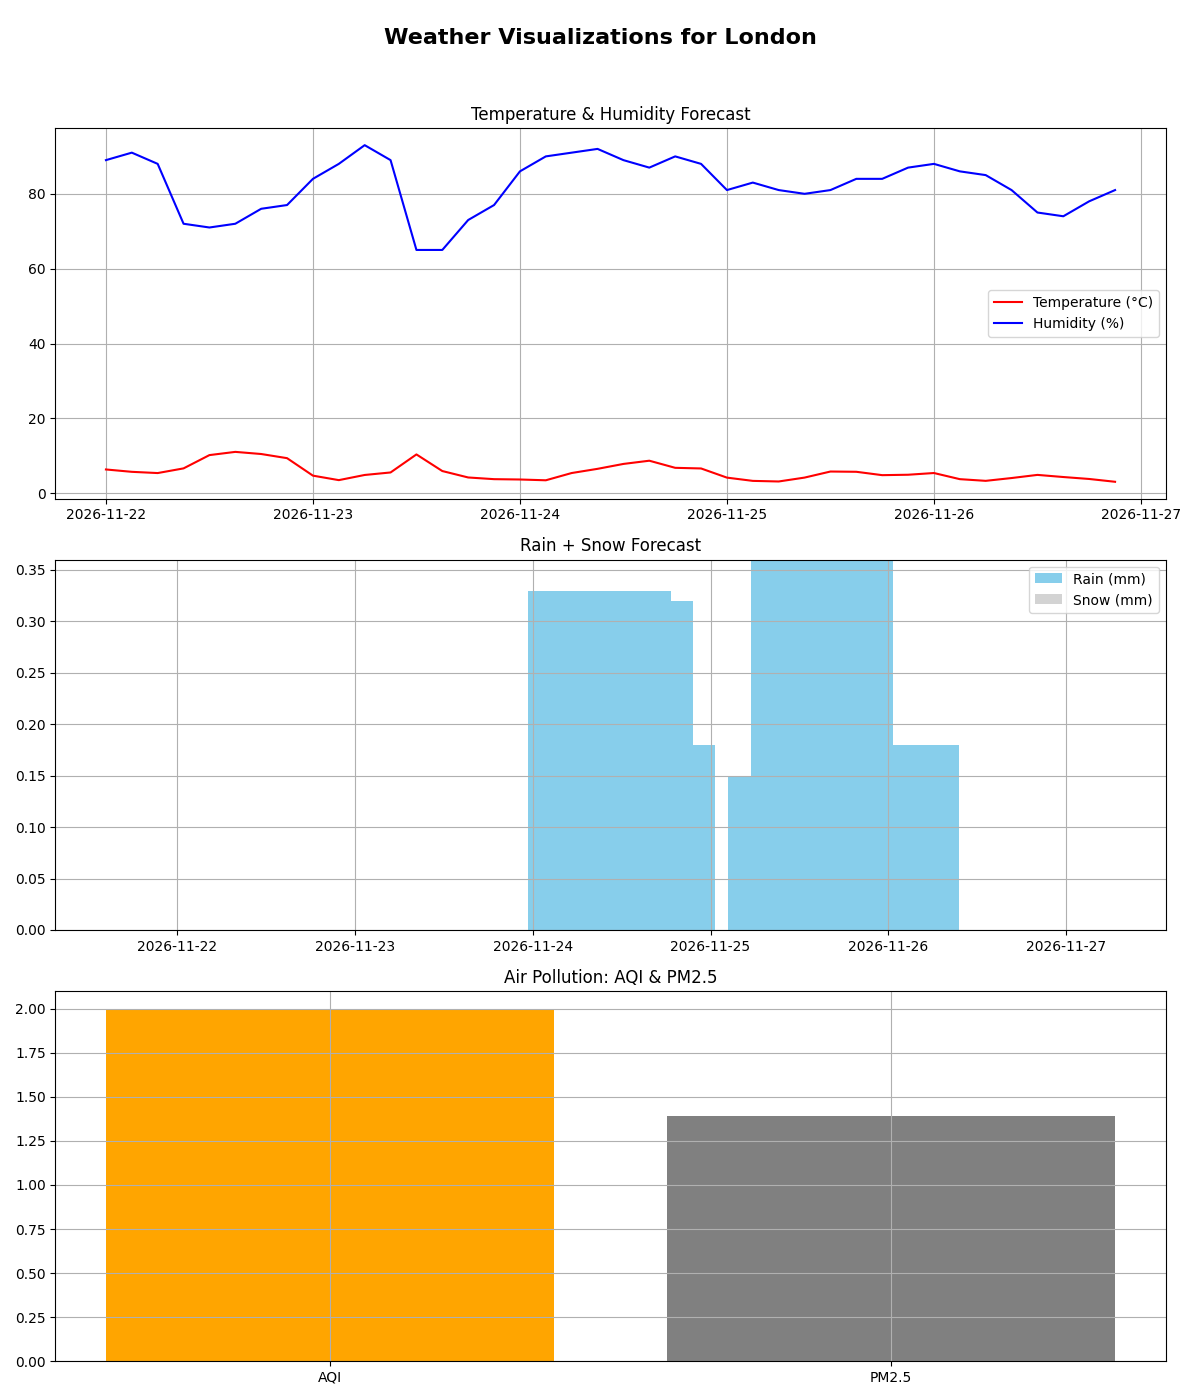 Weather Visualizations for London
Temperature & Humidity Forecast
80
60
40
20
0
Temperature (°C)
Humidity (%)
2026-11-22 2026-11-23 2026-11-24 2026-11-25 2026-11-26 2026-11-27
Rain + Snow Forecast
0.35
0.30
0.25
0.20
0.15
0.10
0.05
0.00
Rain (mm)
Snow (mm)
2026-11-22 2026-11-23 2026-11-24 2026-11-25 2026-11-26 2026-11-27
Air Pollution: AQI & PM2.5
2.00
1.75
1.50
1.25
1.00
0.75
0.50
0.25
0.00
AQI PM2.5